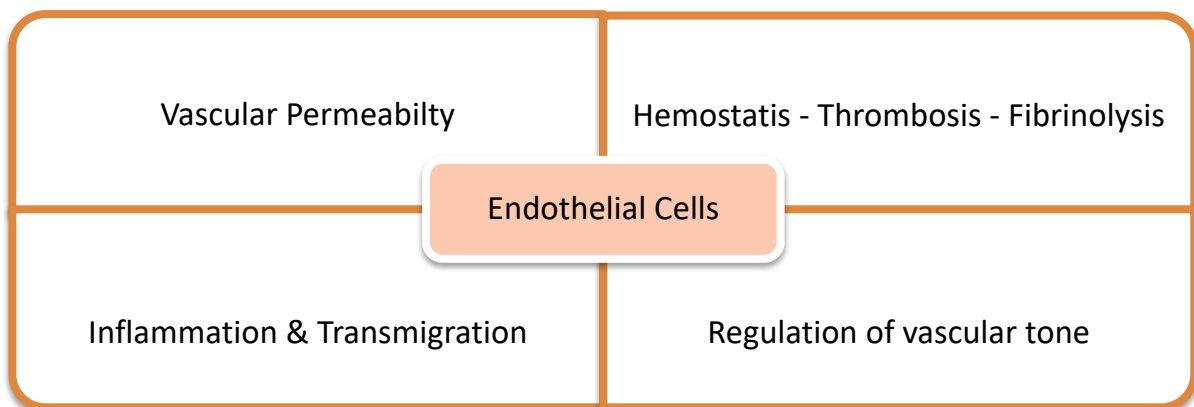 Vascular Permeabilty
Hemostatis - Thrombosis - Fibrinolysis
Endothelial Cells
Inflammation & Transmigration
Regulation of vascular tone